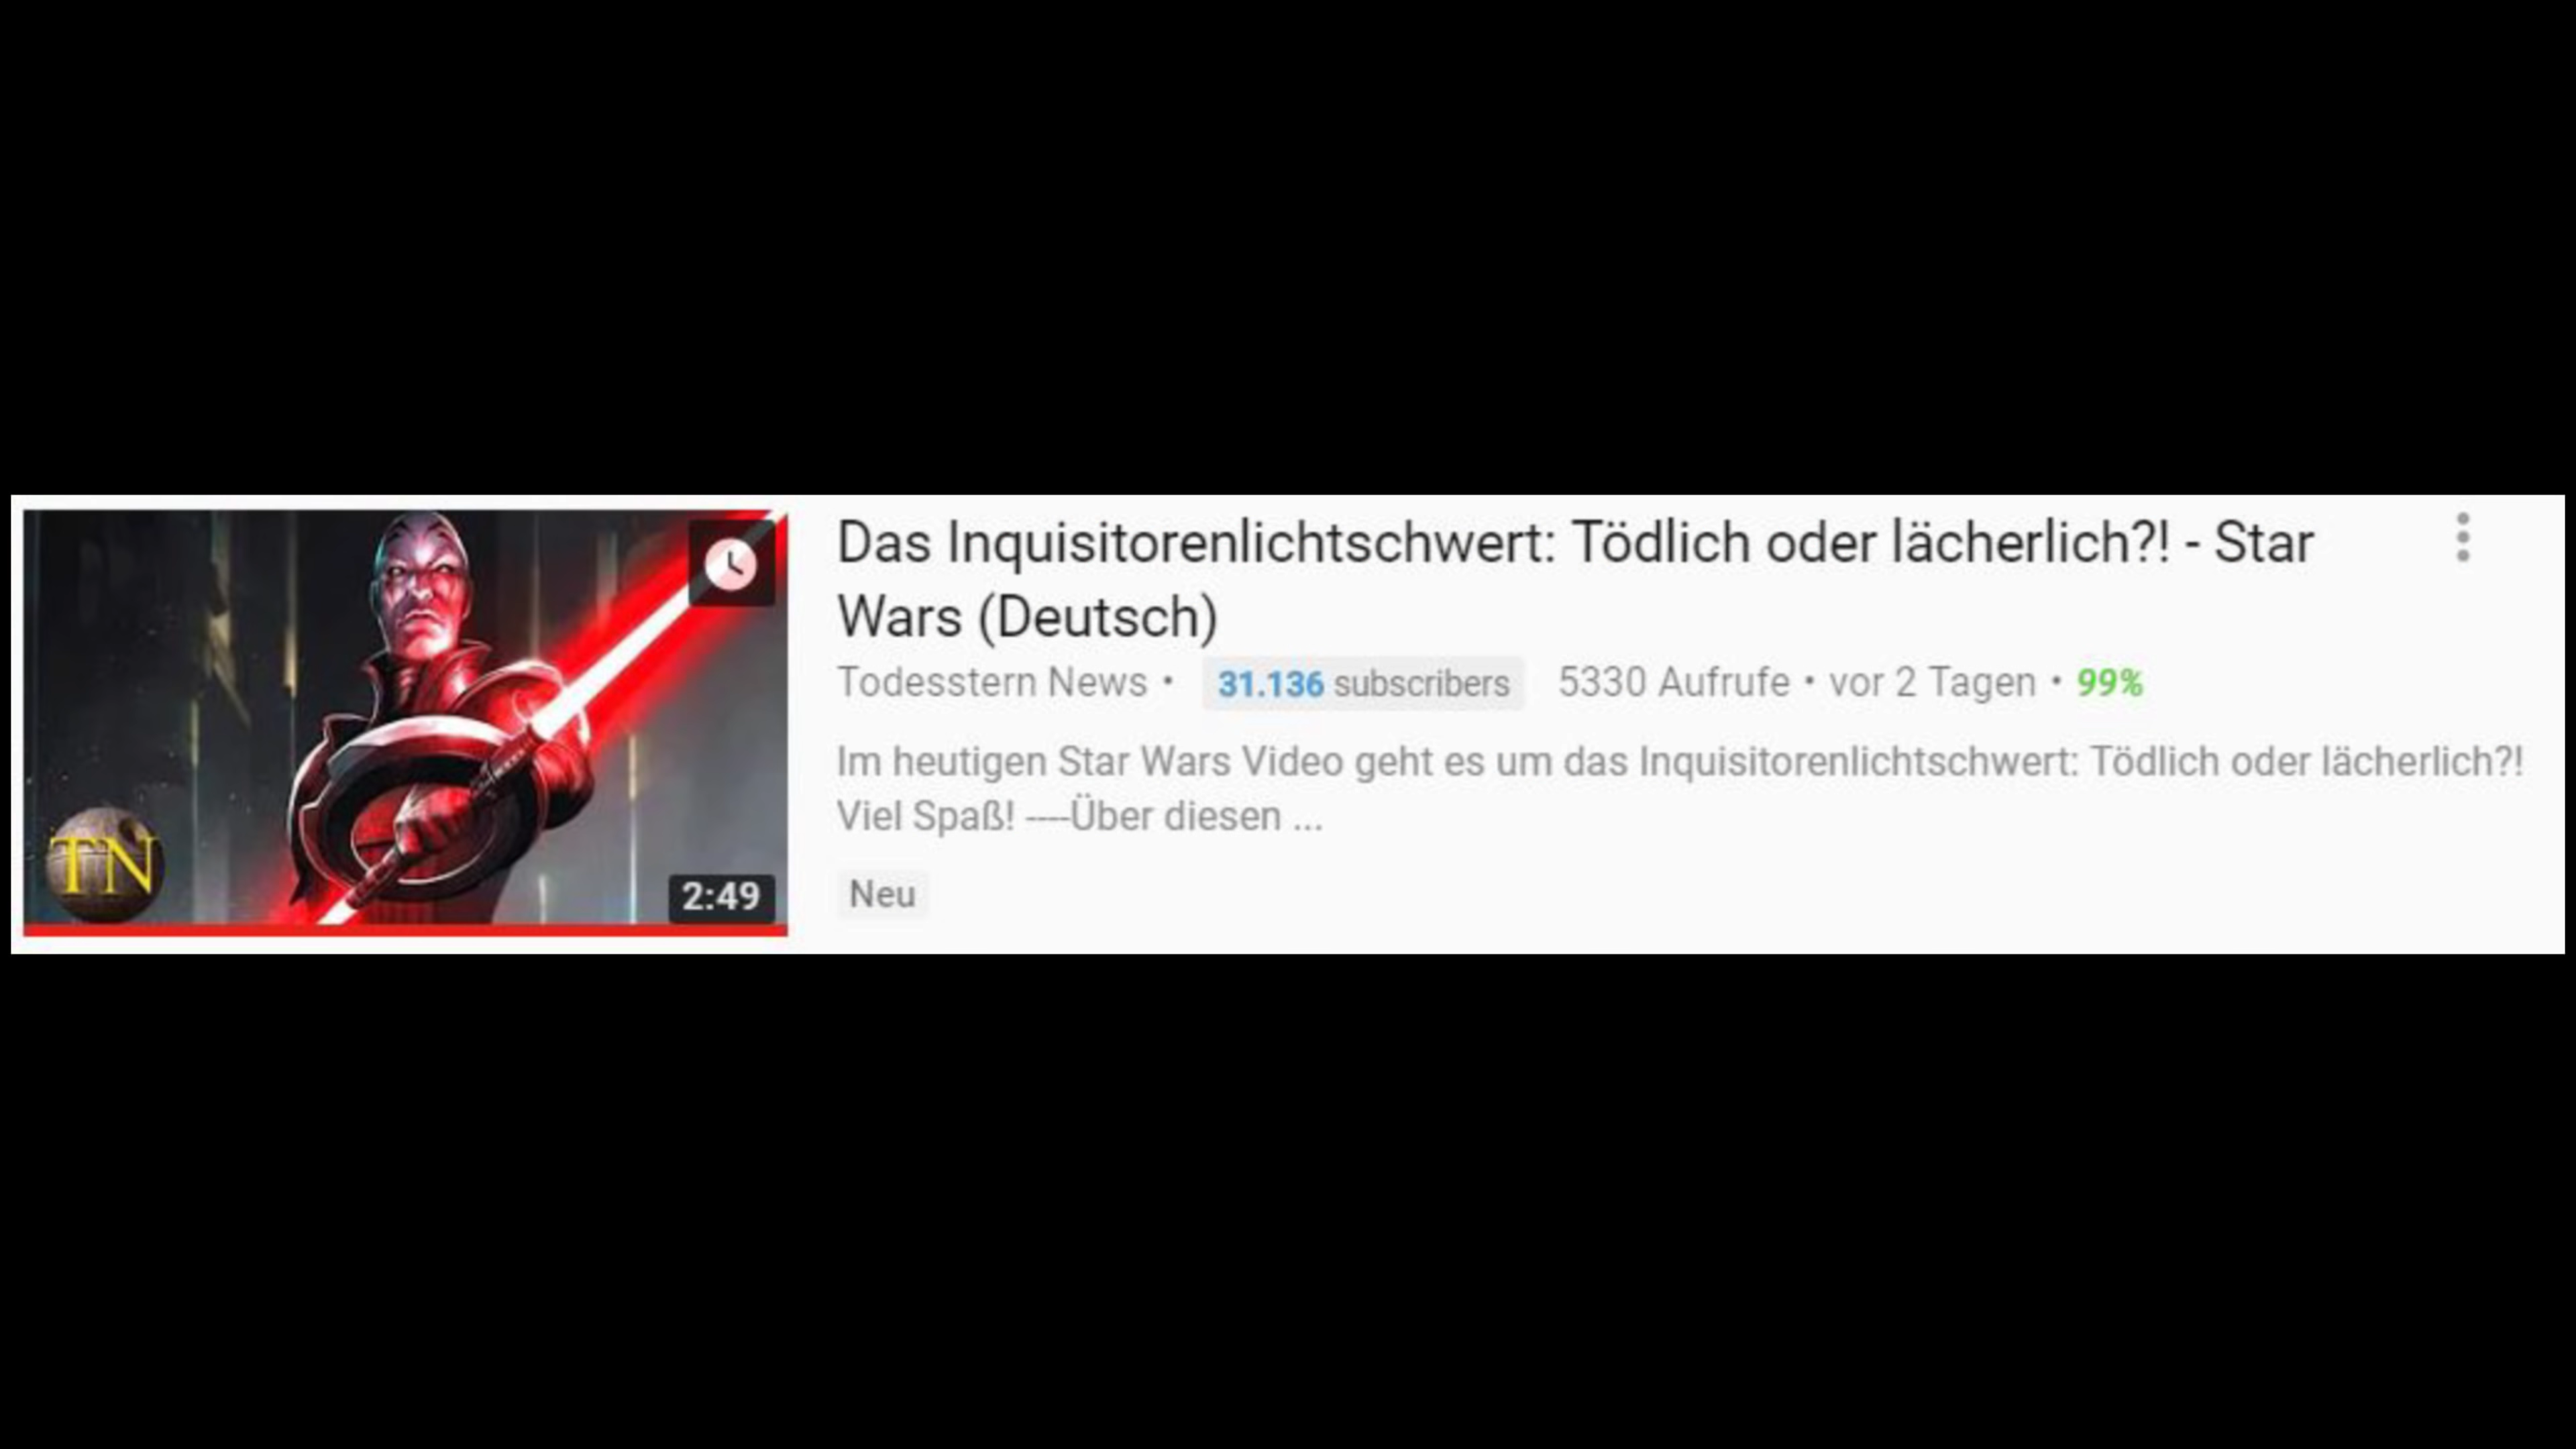 Das Inquisitorenlichtschwert: Tödlich oder lächerlich?! - Star
Wars (Deutsch)
Todesstern News • 31.136 subscribers 5330 Aufrufe • vor 2 Tagen • 99%
Im heutigen Star Wars Video geht es um das Inquisitorenlichtschwert: Tödlich oder lächerlich?!
Viel Spaß! ----Über diesen ...
Neu
TN
2:49